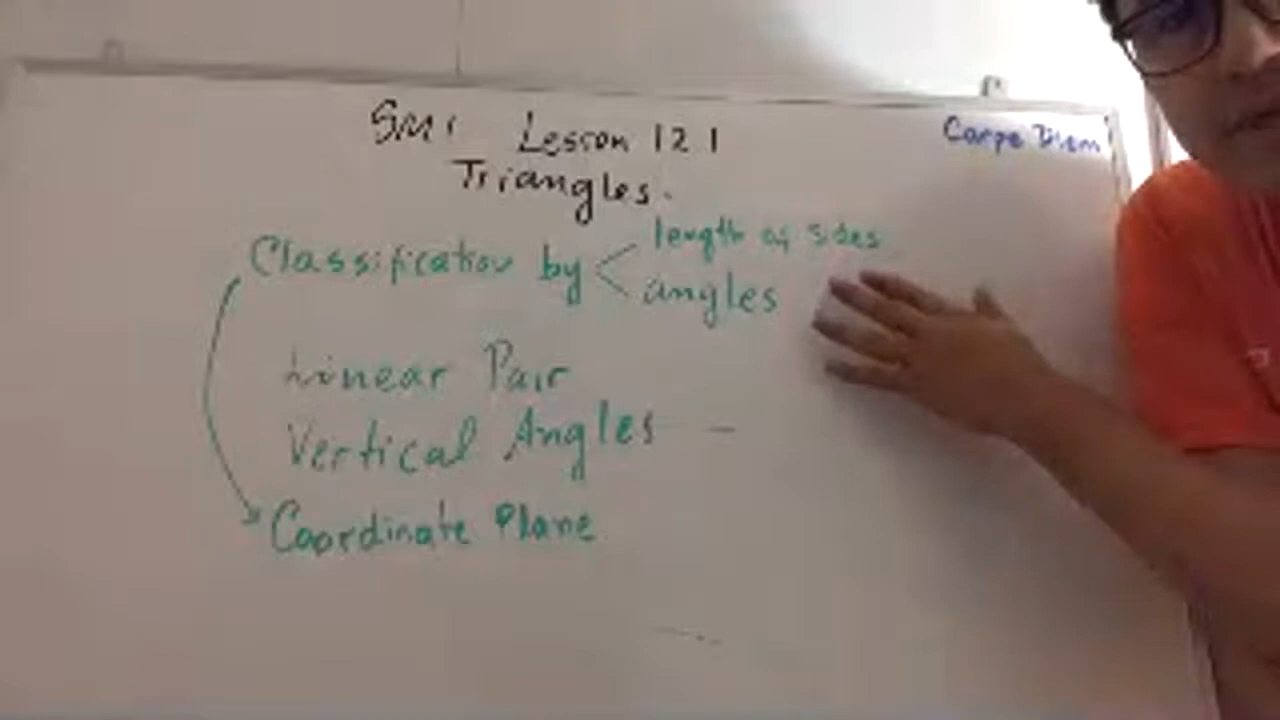 SM1 Lesson 12 1
Carpe Diem
Triangles.
Classification by
length of sides
angles
Linear Pair
Vertical Angles
Coordinate Plane